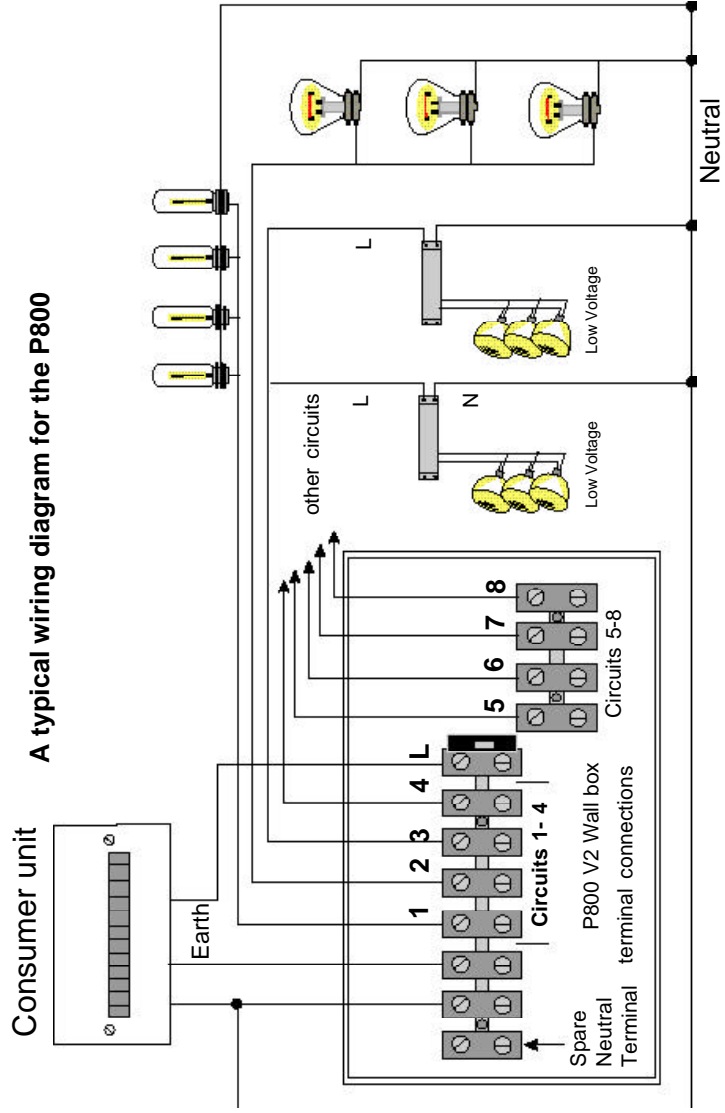 A typical wiring diagram for the P800
Consumer unit
Earth
other circuits
L
N
L
Low Voltage
Low Voltage
Neutral
1
2
3
4
L
5
6
7
8
Circuits 1- 4
Circuits 5-8
P800 V2 Wall box
terminal connections
Spare
Neutral
Terminal